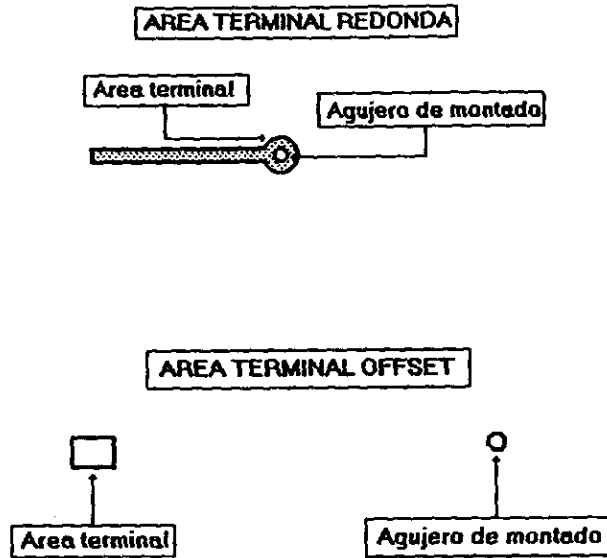 AREA TERMINAL REDONDA
Area terminal
Agujero de montado
AREA TERMINAL OFFSET
Area terminal
Agujero de montado